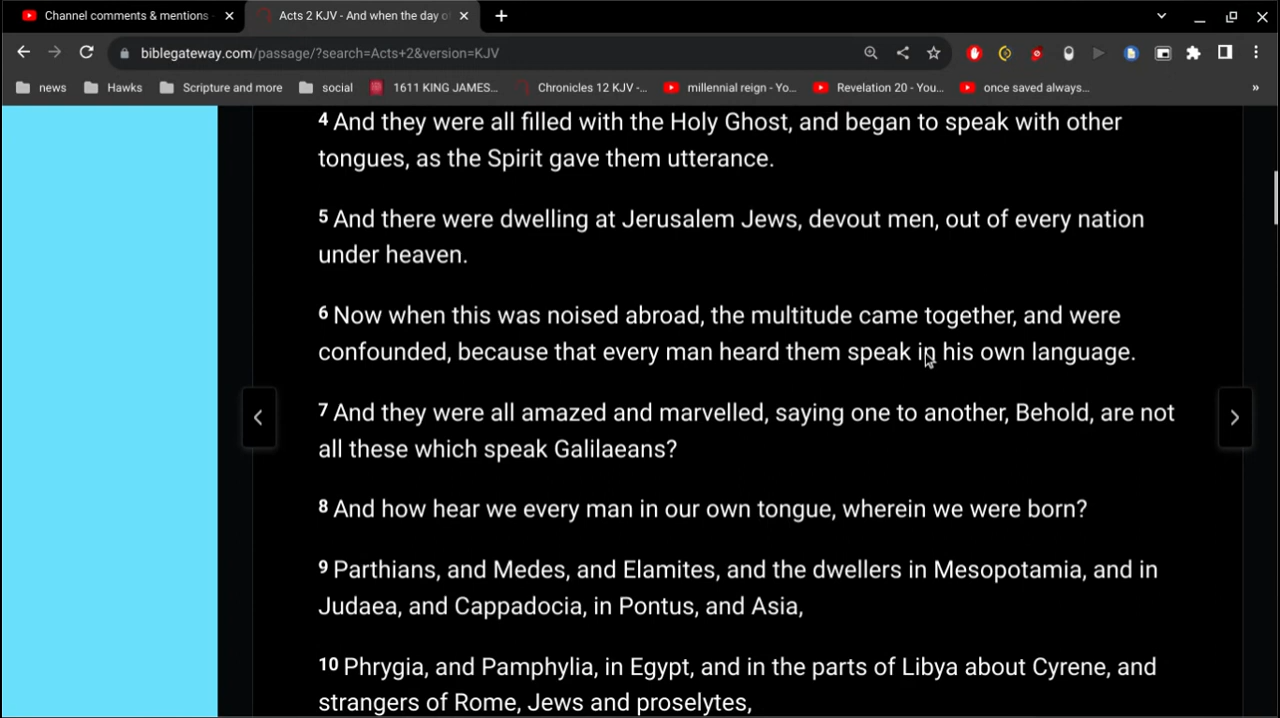 Channel comments & mentions
Acts 2 KJV - And when the day o
biblegateway.com/passage/?search=Acts+2&version=KJV
news
Hawks
Scripture and more
social
1611 KING JAMES...
Chronicles 12 KJV -...
millennial reign - Yo...
Revelation 20 - You...
once saved always...
»
4 And they were all filled with the Holy Ghost, and began to speak with other
tongues, as the Spirit gave them utterance.
5 And there were dwelling at Jerusalem Jews, devout men, out of every nation
under heaven.
6 Now when this was noised abroad, the multitude came together, and were
confounded, because that every man heard them speak in his own language.
7 And they were all amazed and marvelled, saying one to another, Behold, are not
all these which speak Galilaeans?
8 And how hear we every man in our own tongue, wherein we were born?
9 Parthians, and Medes, and Elamites, and the dwellers in Mesopotamia, and in
Judaea, and Cappadocia, in Pontus, and Asia,
10 Phrygia, and Pamphylia, in Egypt, and in the parts of Libya about Cyrene, and
strangers of Rome, Jews and proselytes,